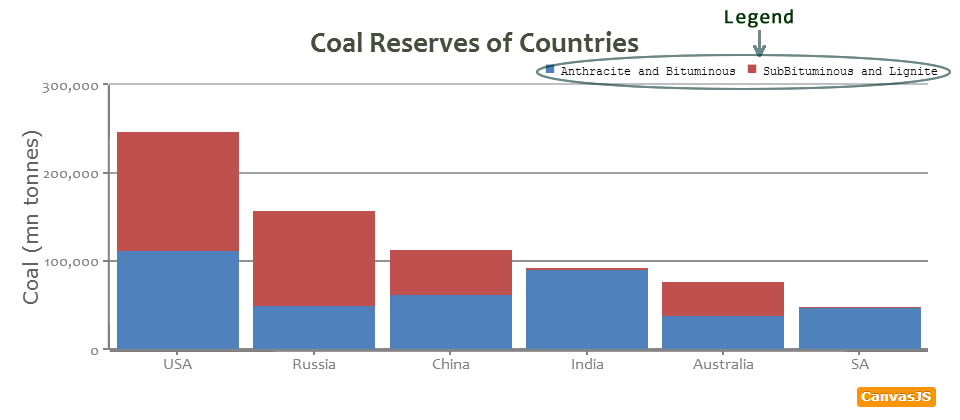 Legend
Coal Reserves of Countries
Anthracite and Bituminous SubBituminous and Lignite
Coal (mn tonnes)
300,000
200,000
100,000
0
USA Russia China India Australia SA
CanvasJS